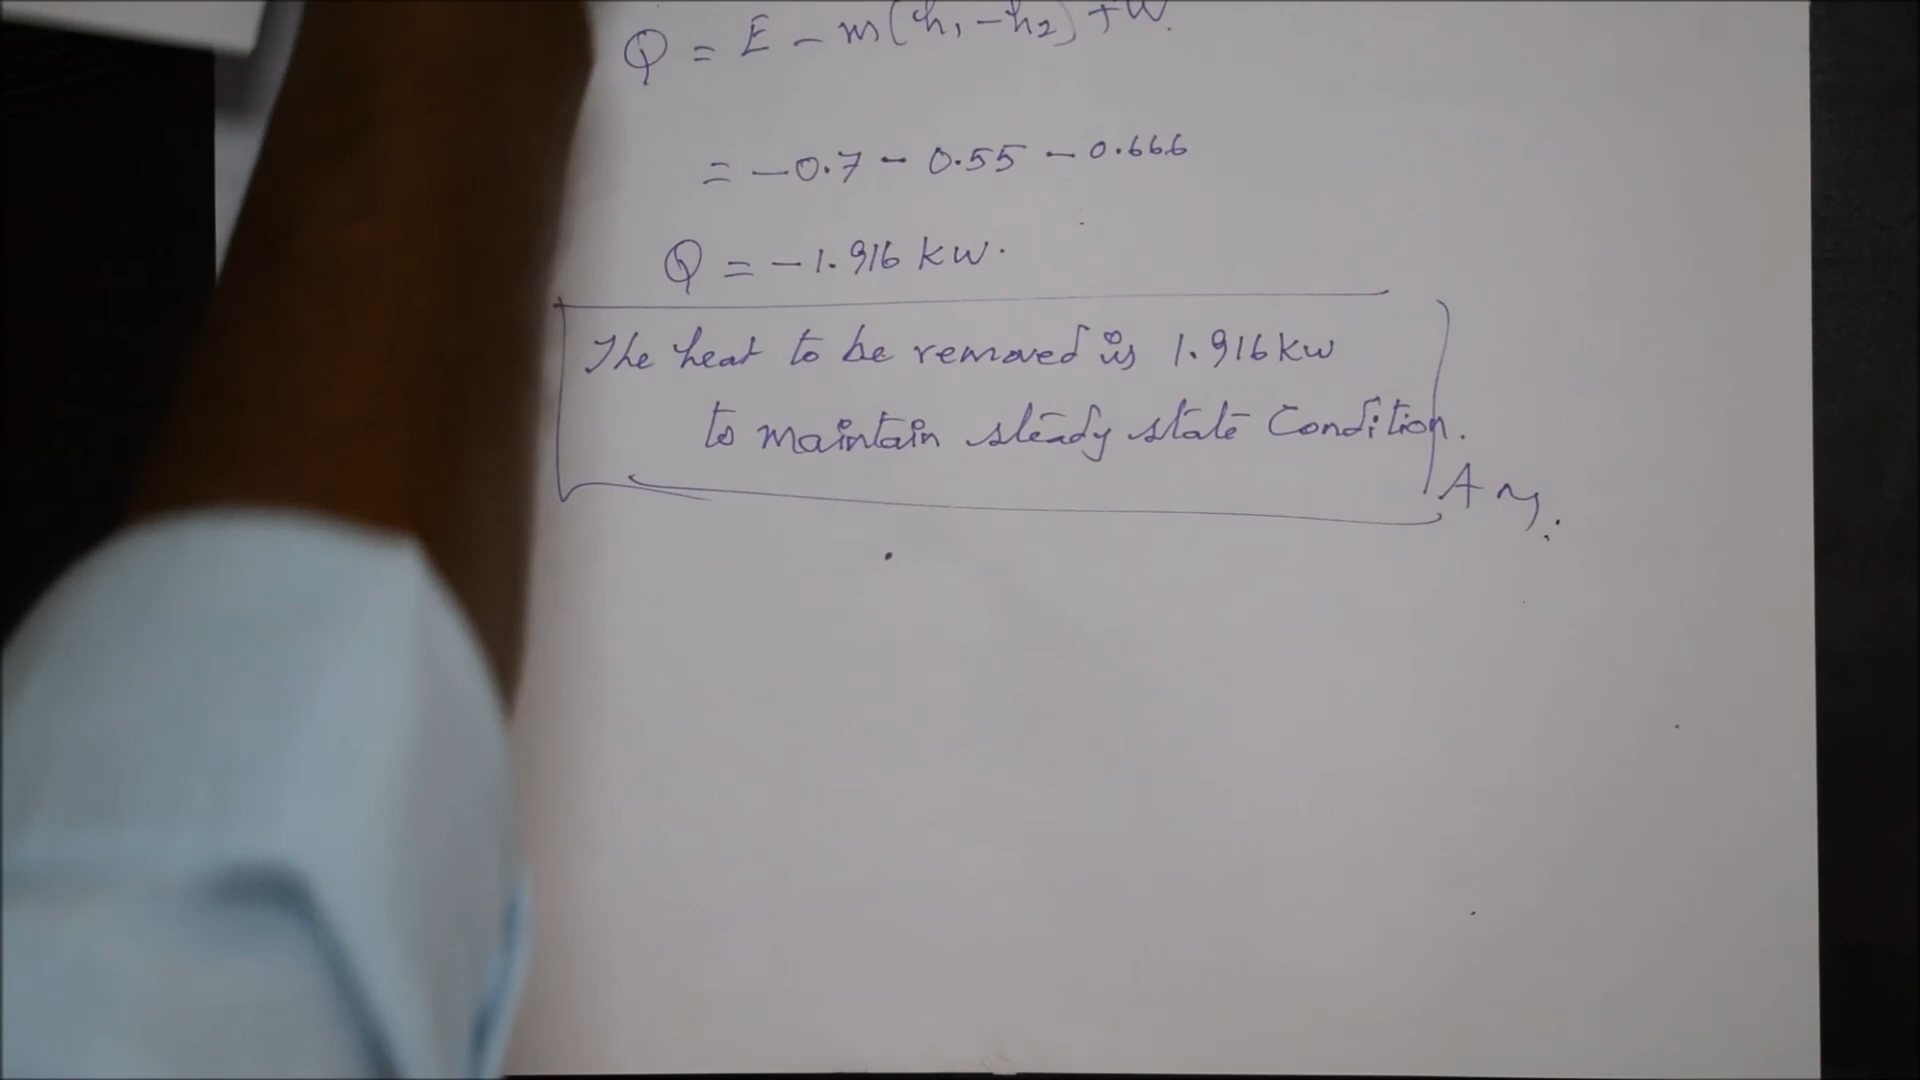 Q = E - m(h₁ - h₂) + W.
= -0.7 - 0.55 - 0.666
Q = -1.916 kw.
The heat to be removed is 1.916 kw
to maintain steady state Condition.
Ans.